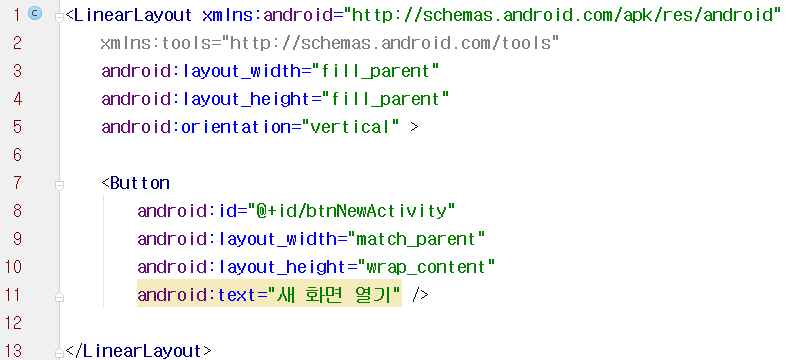 1 C <LinearLayout xmlns:android="http://schemas.android.com/apk/res/android"
2 xmlns:tools="http://schemas.android.com/tools"
3 android:layout_width="fill_parent"
4 android:layout_height="fill_parent"
5 android:orientation="vertical" >
6
7 <Button
8 android:id="@+id/btnNewActivity"
9 android:layout_width="match_parent"
10 android:layout_height="wrap_content"
11 android:text="새 화면 열기" />
12
13 </LinearLayout>